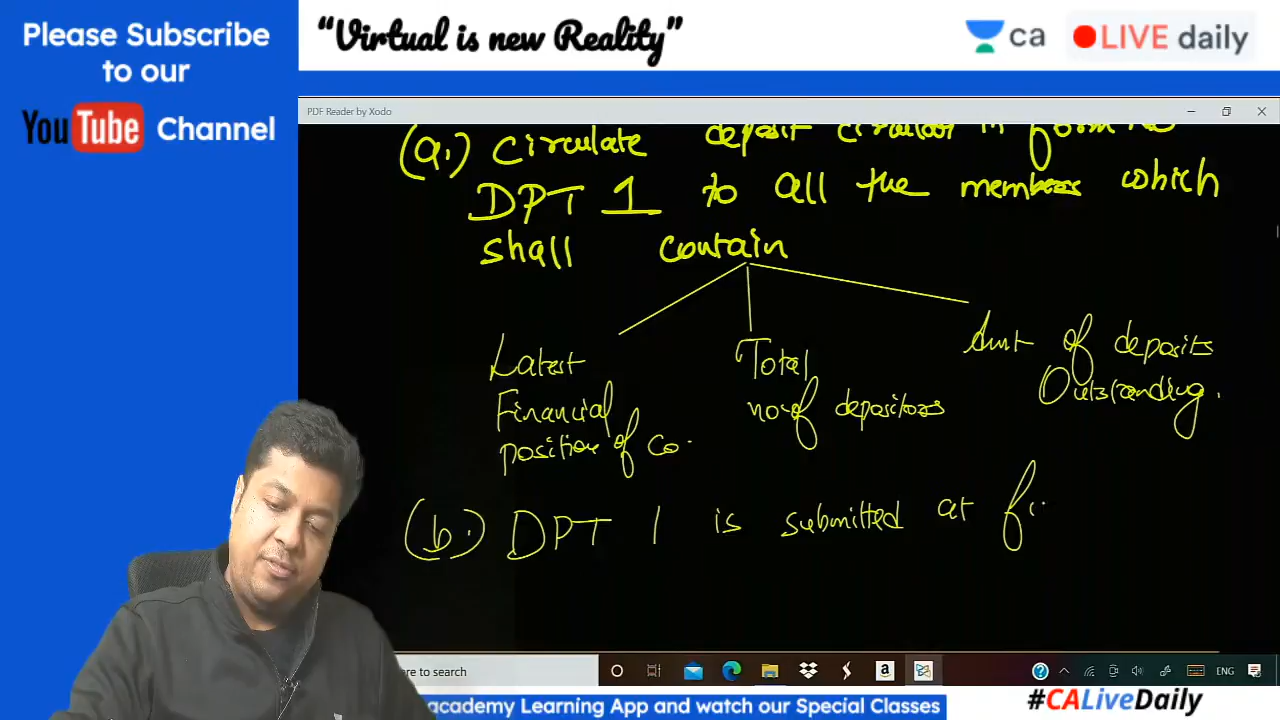 Please Subscribe
to our
YouTube Channel
“Virtual is new Reality”
ca
LIVE daily
PDF Reader by Xodo
(a.) Circulate deposit circular in form no
DPT 1 to all the members which
shall contain
Latest
Financial
position of Co.
Total
no of depositors
Amt of deposits
Outstanding.
(b.) DPT 1 is submitted at fi
ere to search
ENG
academy Learning App and watch our Special Classes
#CALiveDaily